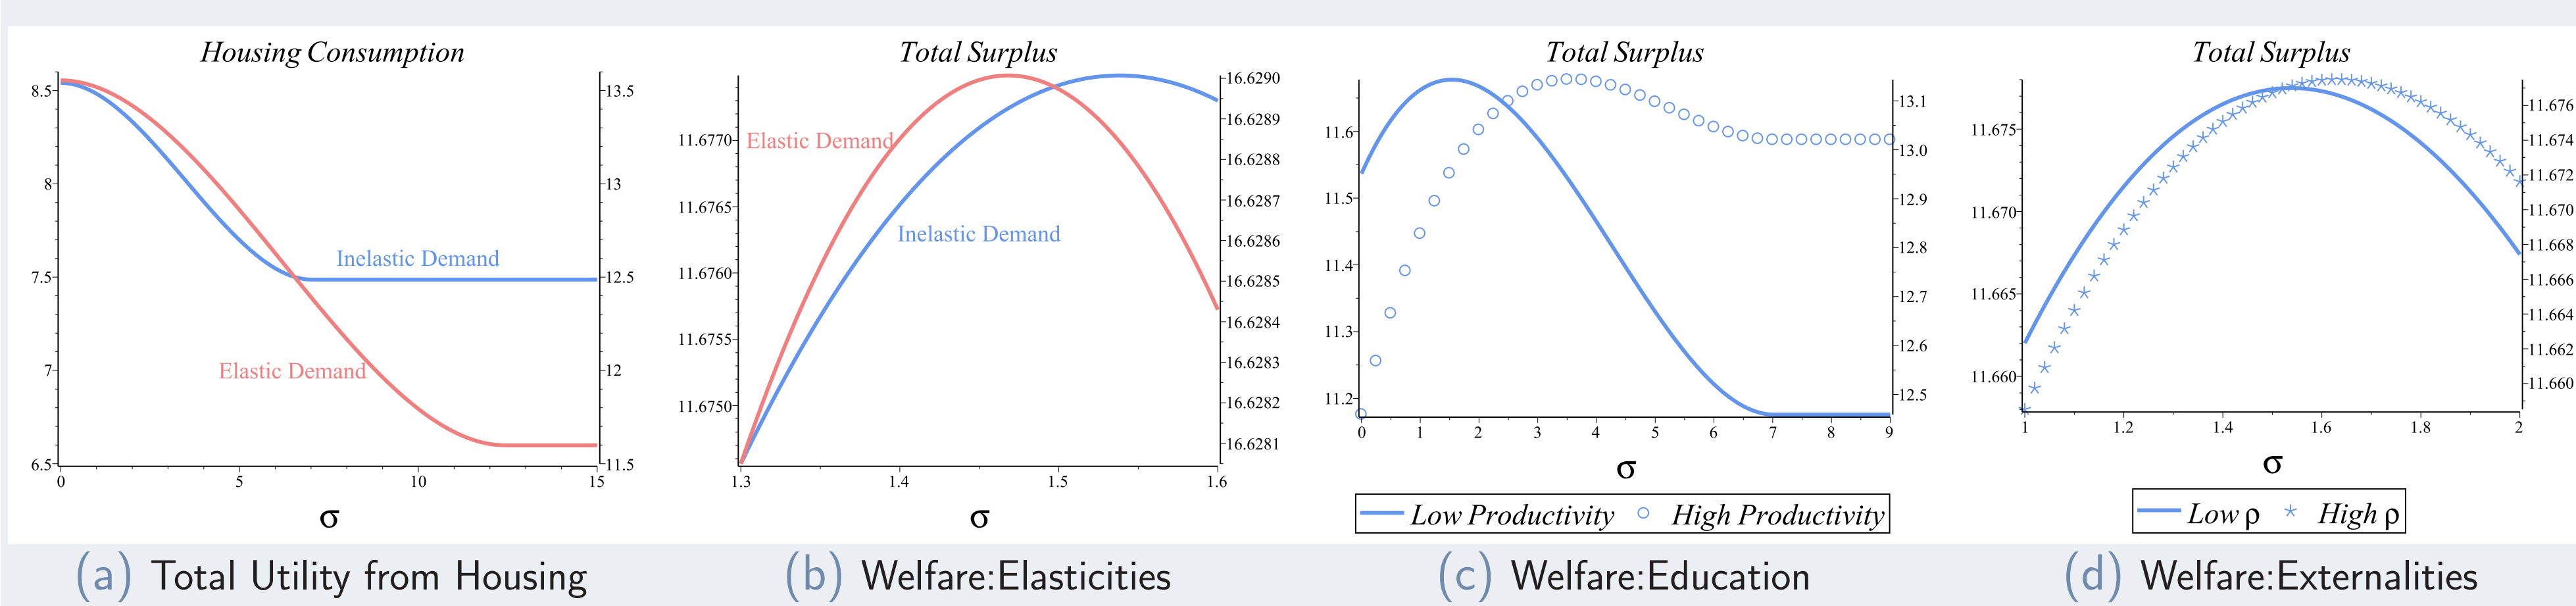 Housing Consumption
8.5
8
7.5
7
6.5
13.5
13
12.5
12
11.5
Inelastic Demand
Elastic Demand
0 5 10 15
σ
(a) Total Utility from Housing
Total Surplus
11.6770
11.6765
11.6760
11.6755
11.6750
16.6290
16.6289
16.6288
16.6287
16.6286
16.6285
16.6284
16.6283
16.6282
16.6281
Elastic Demand
Inelastic Demand
1.3 1.4 1.5 1.6
σ
(b) Welfare:Elasticities
Total Surplus
11.6
11.5
11.4
11.3
11.2
13.1
13.0
12.9
12.8
12.7
12.6
12.5
0 1 2 3 4 5 6 7 8 9
σ
Low Productivity High Productivity
(c) Welfare:Education
Total Surplus
11.675
11.670
11.665
11.660
11.676
11.674
11.672
11.670
11.668
11.666
11.664
11.662
11.660
1 1.2 1.4 1.6 1.8 2
σ
Low ρ High ρ
(d) Welfare:Externalities